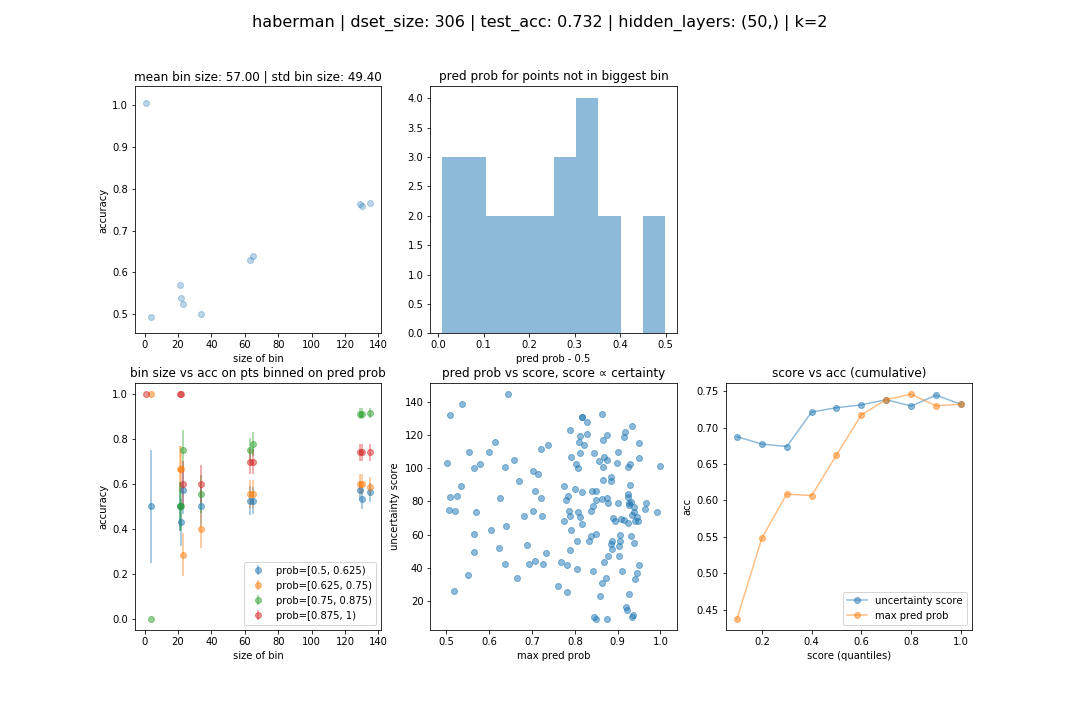 haberman | dset_size: 306 | test_acc: 0.732 | hidden_layers: (50,) | k=2
mean bin size: 57.00 | std bin size: 49.40
1.0
0.9
0.8
0.7
0.6
0.5
accuracy
0 20 40 60 80 100 120 140
size of bin
pred prob for points not in biggest bin
4.0
3.5
3.0
2.5
2.0
1.5
1.0
0.5
0.0
0.0 0.1 0.2 0.3 0.4 0.5
pred prob - 0.5
bin size vs acc on pts binned on pred prob
1.0
0.8
0.6
0.4
0.2
0.0
accuracy
prob=[0.5, 0.625)
prob=[0.625, 0.75)
prob=[0.75, 0.875)
prob=[0.875, 1)
0 20 40 60 80 100 120 140
size of bin
pred prob vs score, score ∝ certainty
140
120
100
80
60
40
20
uncertainty score
0.5 0.6 0.7 0.8 0.9 1.0
max pred prob
score vs acc (cumulative)
0.75
0.70
0.65
0.60
0.55
0.50
0.45
acc
uncertainty score
max pred prob
0.2 0.4 0.6 0.8 1.0
score (quantiles)